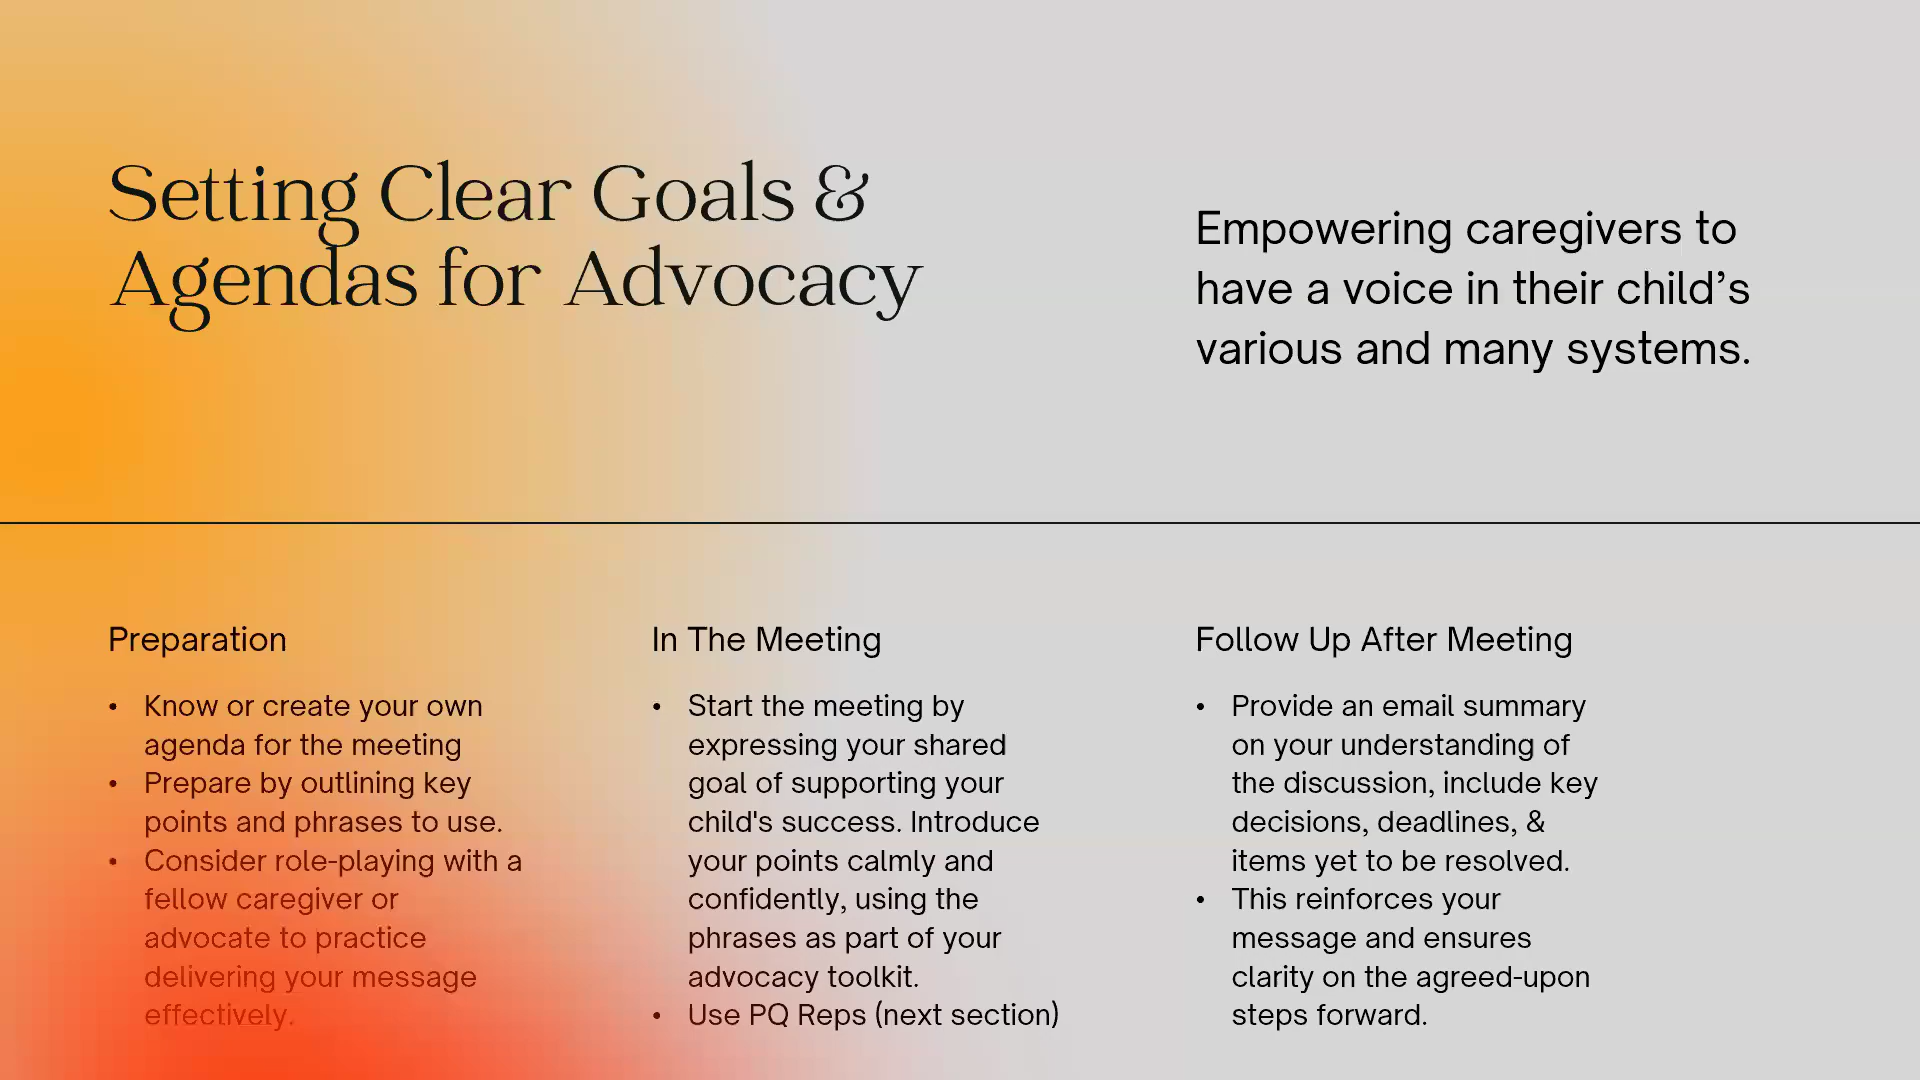 Setting Clear Goals &
Agendas for Advocacy
Empowering caregivers to
have a voice in their child’s
various and many systems.
Preparation
• Know or create your own
agenda for the meeting
• Prepare by outlining key
points and phrases to use.
• Consider role-playing with a
fellow caregiver or
advocate to practice
delivering your message
effectively.
In The Meeting
• Start the meeting by
expressing your shared
goal of supporting your
child's success. Introduce
your points calmly and
confidently, using the
phrases as part of your
advocacy toolkit.
• Use PQ Reps (next section)
Follow Up After Meeting
• Provide an email summary
on your understanding of
the discussion, include key
decisions, deadlines, &
items yet to be resolved.
• This reinforces your
message and ensures
clarity on the agreed-upon
steps forward.